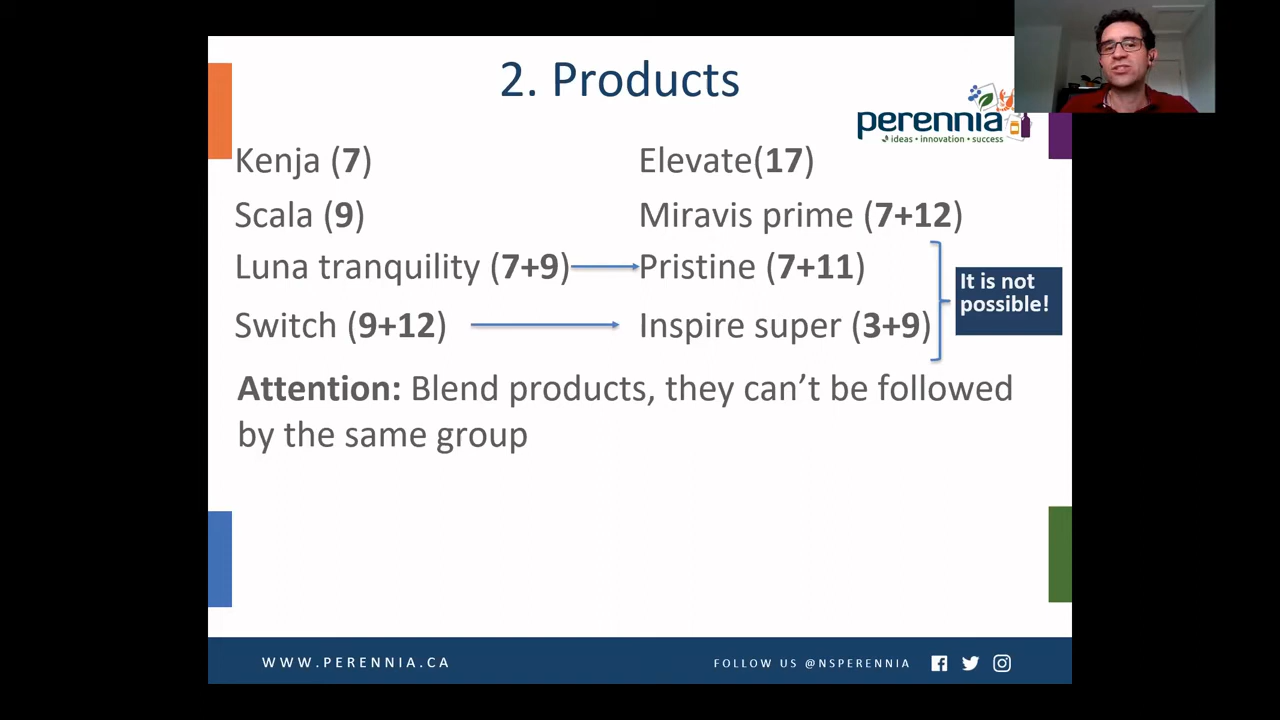 2. Products
perennia
ideas • innovation • success
Kenja (7)
Elevate(17)
Scala (9)
Miravis prime (7+12)
Luna tranquility (7+9)
Pristine (7+11)
Switch (9+12)
Inspire super (3+9)
It is not
possible!
Attention: Blend products, they can’t be followed
by the same group
WWW.PERENNIA.CA
FOLLOW US @NSPERENNIA